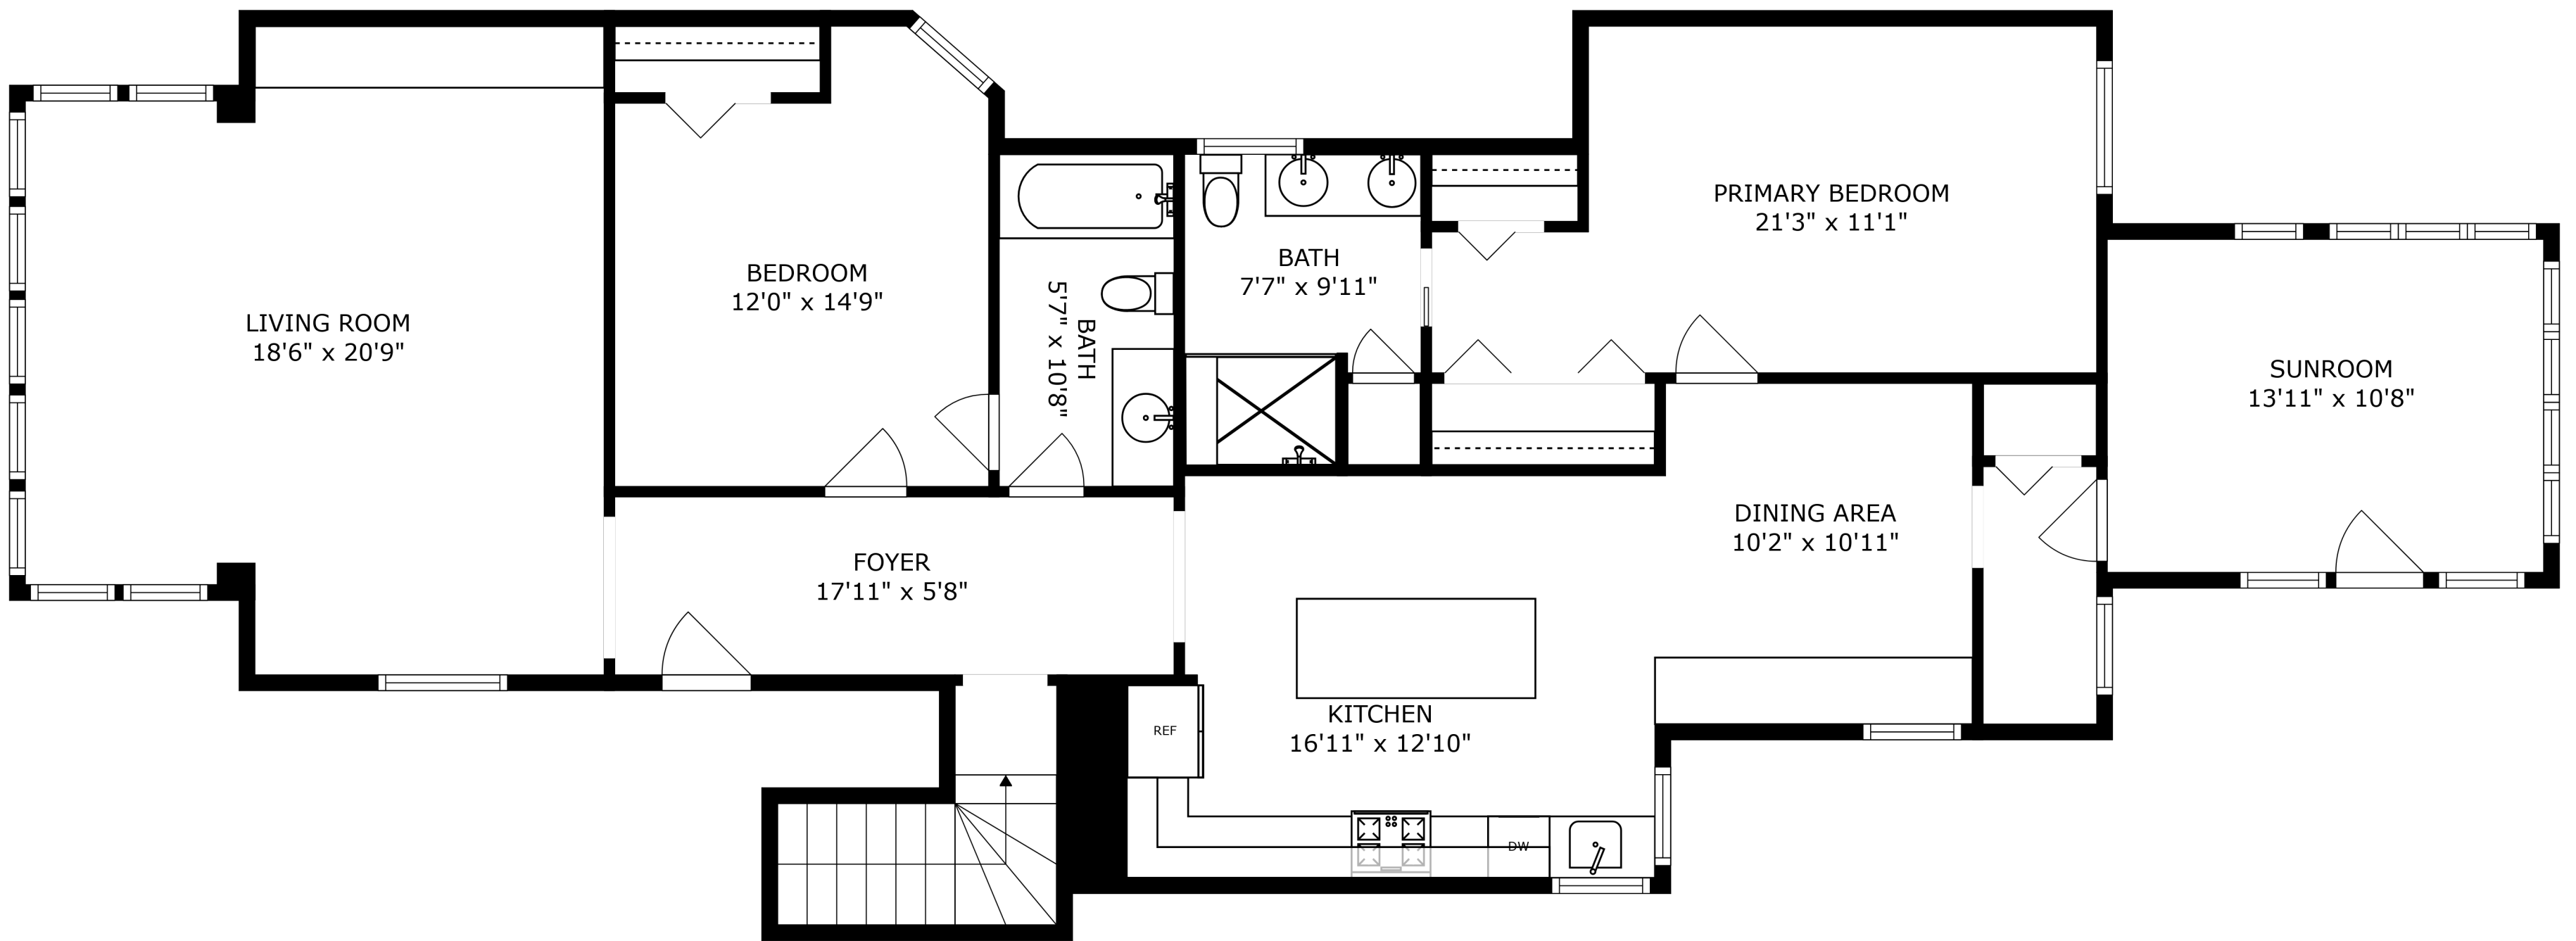 LIVING ROOM
18'6" x 20'9"
BEDROOM
12'0" x 14'9"
BATH
5'7" x 10'8"
BATH
7'7" x 9'11"
PRIMARY BEDROOM
21'3" x 11'1"
SUNROOM
13'11" x 10'8"
FOYER
17'11" x 5'8"
DINING AREA
10'2" x 10'11"
KITCHEN
16'11" x 12'10"
REF
DW